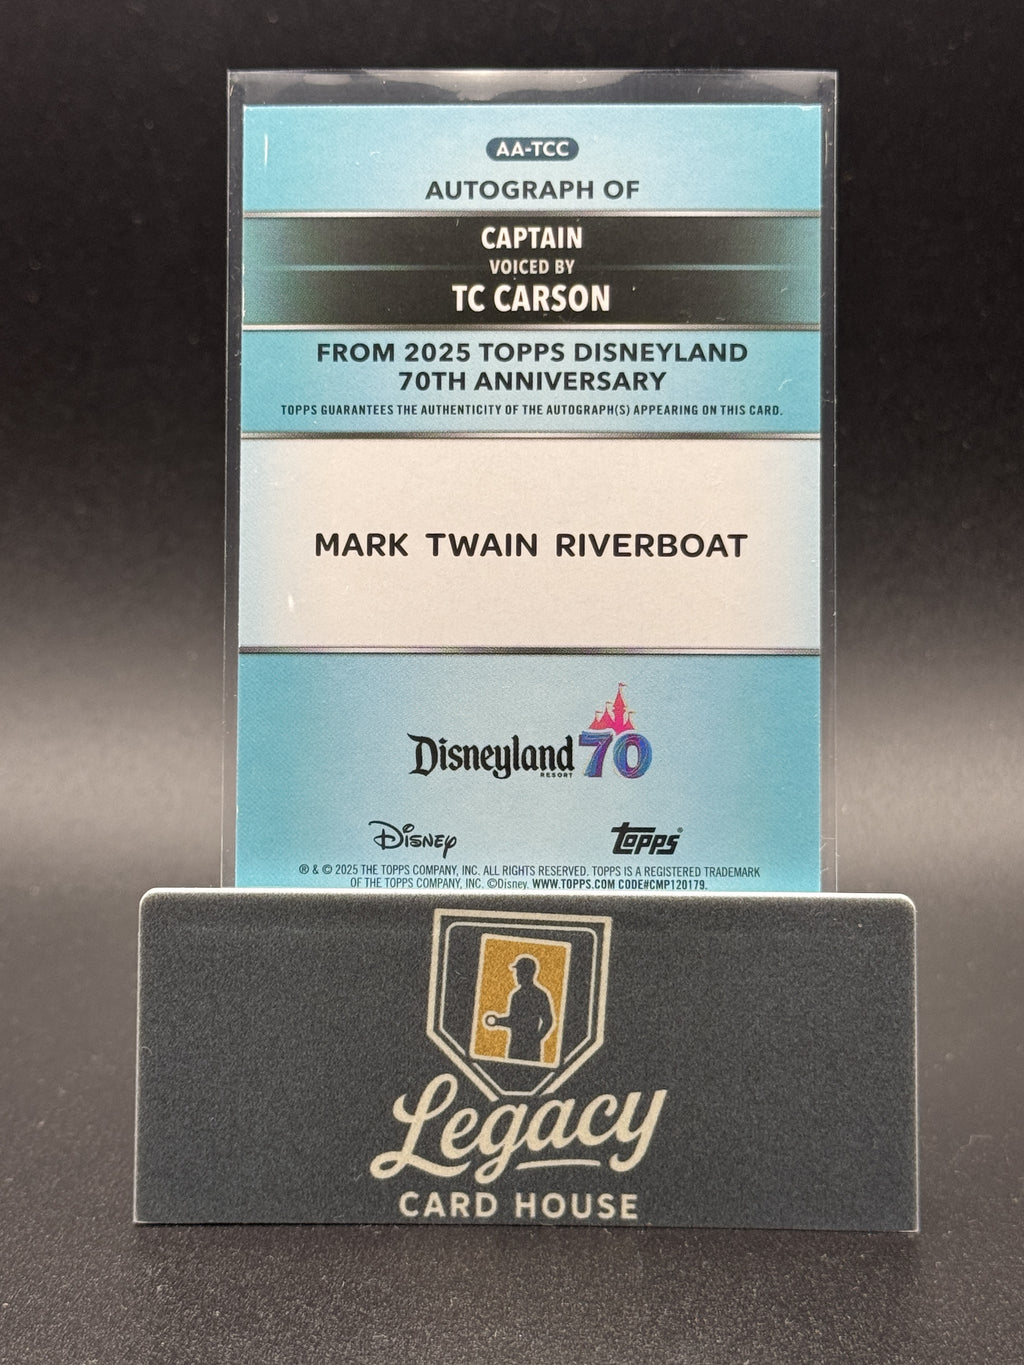 AA-TCC
AUTOGRAPH OF
CAPTAIN
VOICED BY
TC CARSON
FROM 2025 TOPPS DISNEYLAND
70TH ANNIVERSARY
TOPPS GUARANTEES THE AUTHENTICITY OF THE AUTOGRAPH(S) APPEARING ON THIS CARD.
MARK TWAIN RIVERBOAT
Disneyland 70
RESORT
Disney Topps®
® & © 2025 THE TOPPS COMPANY, INC. ALL RIGHTS RESERVED. TOPPS IS A REGISTERED TRADEMARK
OF THE TOPPS COMPANY, INC. ©Disney. WWW.TOPPS.COM CODE#CMP120179.
Legacy
CARD HOUSE